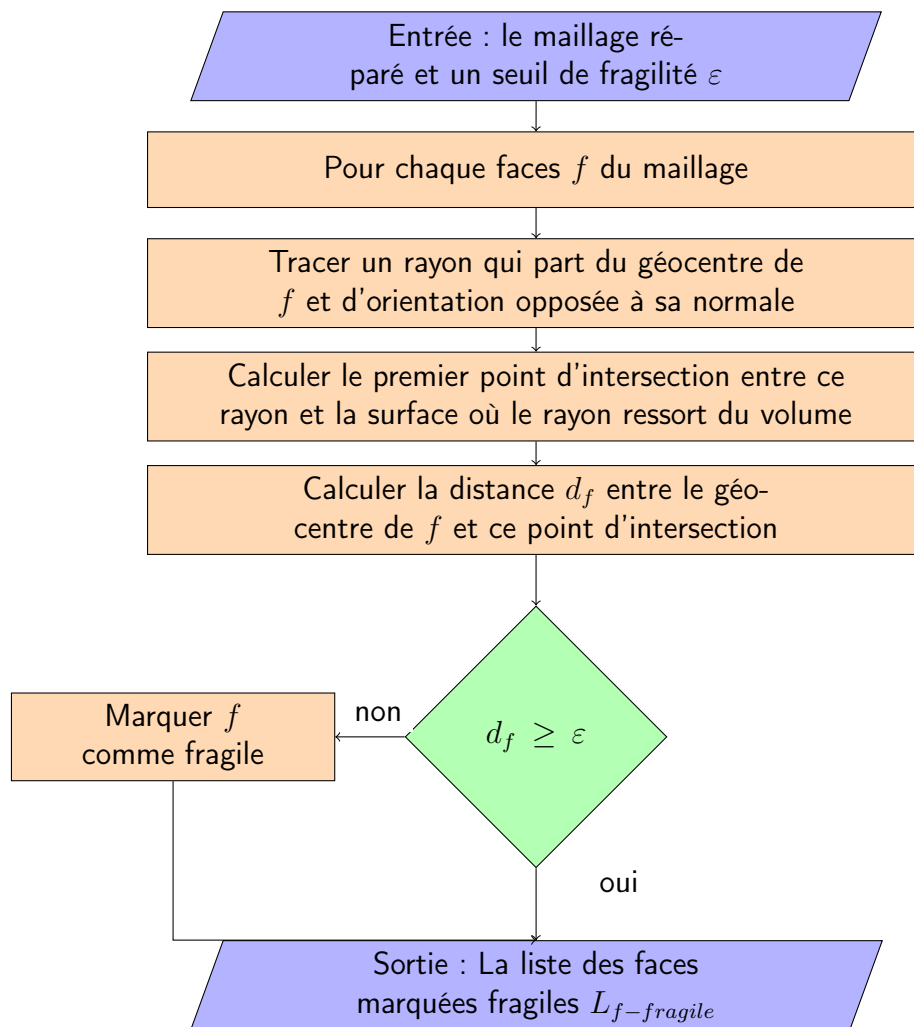 Entrée : le maillage ré-
paré et un seuil de fragilité ε
Pour chaque faces f du maillage
Tracer un rayon qui part du géocentre de
f et d'orientation opposée à sa normale
Calculer le premier point d'intersection entre ce
rayon et la surface où le rayon ressort du volume
Calculer la distance d_f entre le géo-
centre de f et ce point d'intersection
d_f ≥ ε
non
Marquer f
comme fragile
oui
Sortie : La liste des faces
marquées fragiles L_{f−fragile}